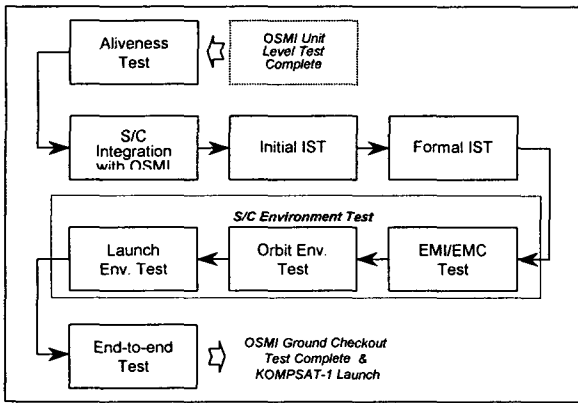 Aliveness
Test
OSMI Unit
Level Test
Complete
S/C
Integration
with OSMI
Initial IST
Formal IST
S/C Environment Test
Launch
Env. Test
Orbit Env.
Test
EMI/EMC
Test
End-to-end
Test
OSMI Ground Checkout
Test Complete &
KOMPSAT-1 Launch